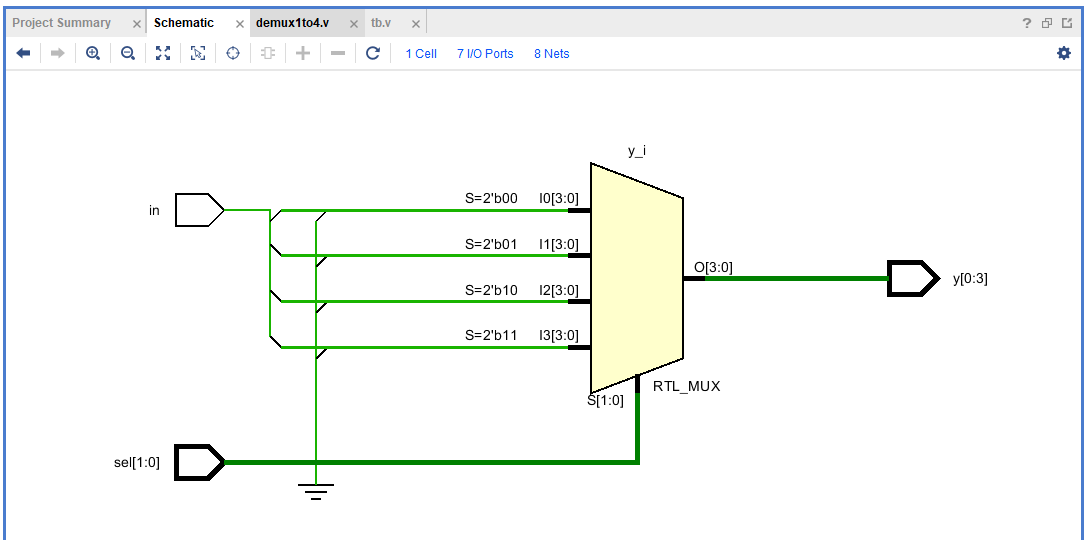 Project Summary × Schematic × demux1to4.v × tb.v × ?
1 Cell 7 I/O Ports 8 Nets
y_i
in S=2'b00 I0[3:0]
S=2'b01 I1[3:0]
O[3:0] y[0:3]
S=2'b10 I2[3:0]
S=2'b11 I3[3:0]
S[1:0] RTL_MUX
sel[1:0]